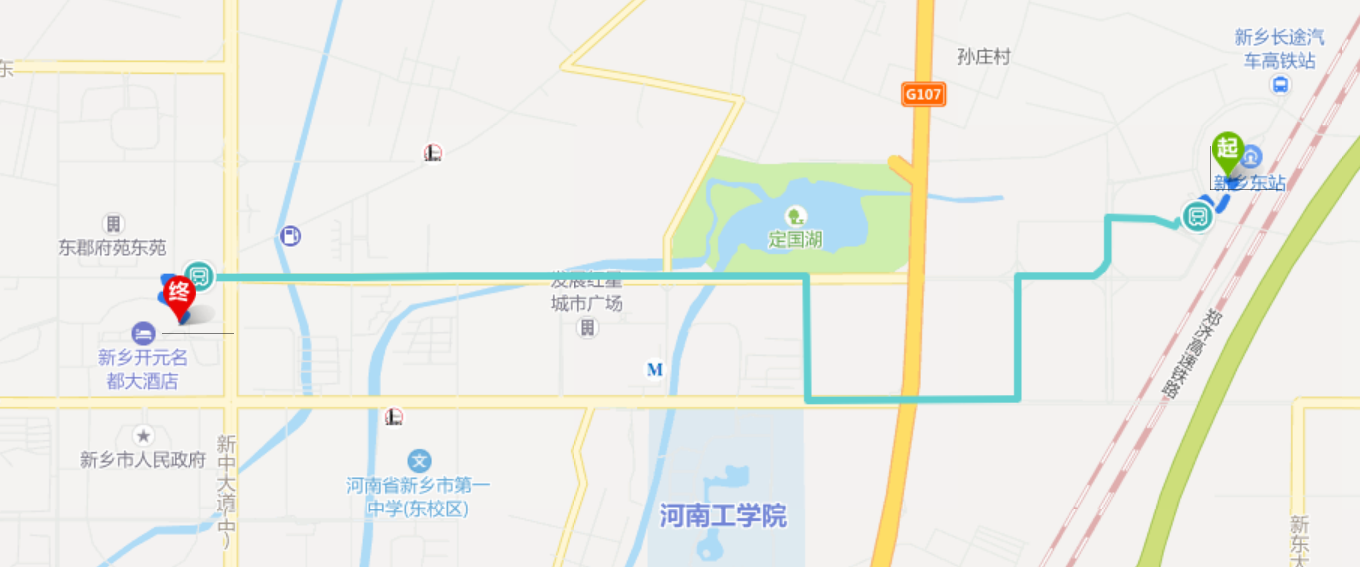 新乡长途汽
车高铁站
孙庄村
东
G107
起
新乡东站
东郡府苑东苑
定国湖
终
发展红星
城市广场
郑济高速铁路
新乡开元名
都大酒店
M
新乡市人民政府
新中大道(中)
文
河南省新乡市第一
中学(东校区)
河南工学院
新东大